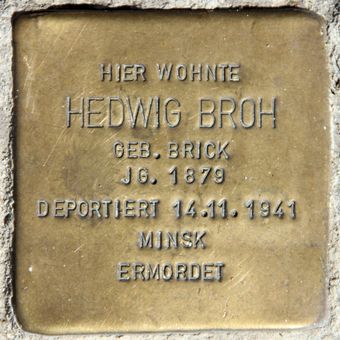 HIER WOHNTE
HEDWIG BROH
GEB. BRICK
JG. 1879
DEPORTIERT 14.11.1941
MINSK
ERMORDET